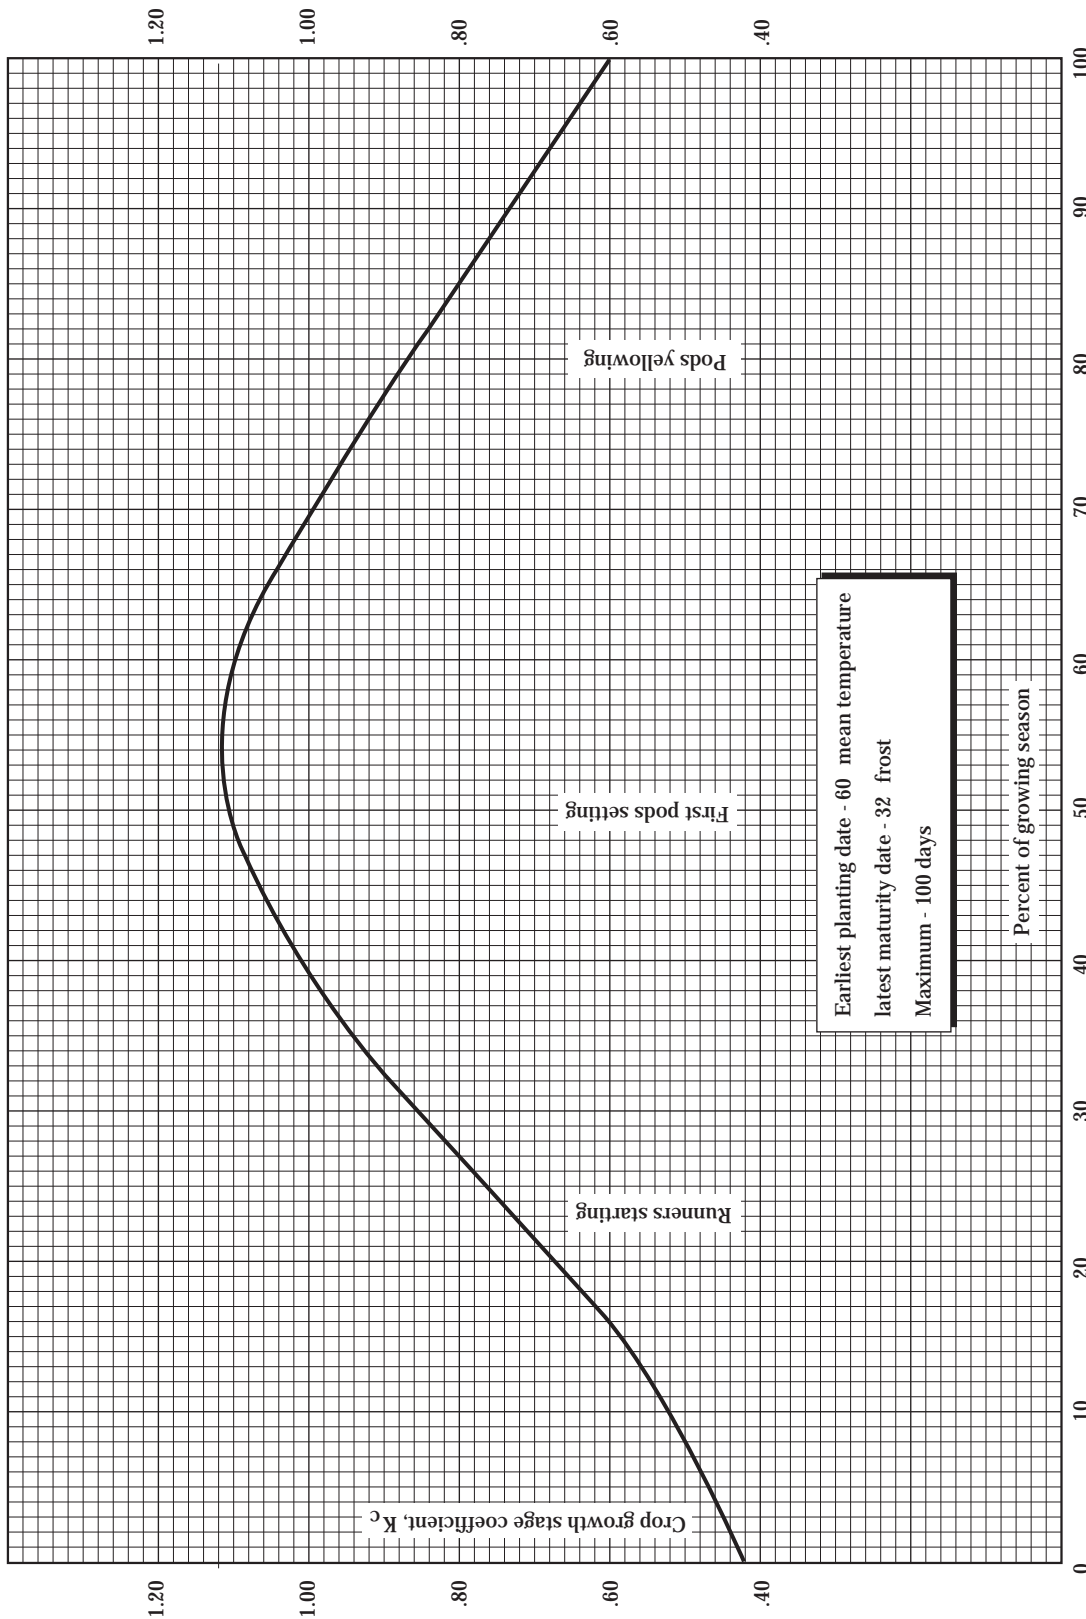 1.20
1.00
.80
.60
.40
Crop growth stage coefficient, Kc
Runners starting
First pods setting
Pods yellowing
Earliest planting date - 60 mean temperature
latest maturity date - 32 frost
Maximum - 100 days
1.20
1.00
.80
.60
.40
0
10
20
30
40
50
60
70
80
90
100
Percent of growing season